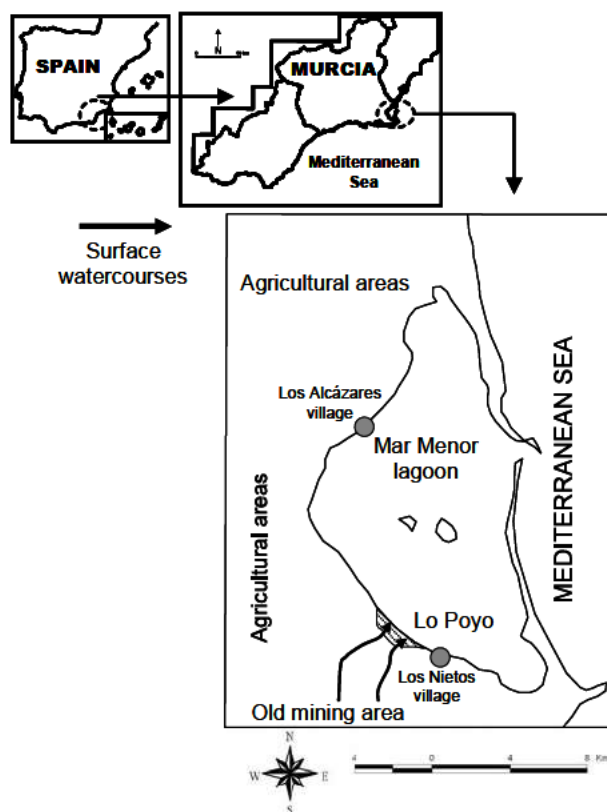 SPAIN
N
MURCIA
Mediterranean
Sea
Surface
watercourses
Agricultural areas
Los Alcázares
village
Mar Menor
lagoon
MEDITERRANEAN SEA
Agricultural areas
Lo Poyo
Los Nietos
village
Old mining area
N
W E
S
4 0 4 8 Km